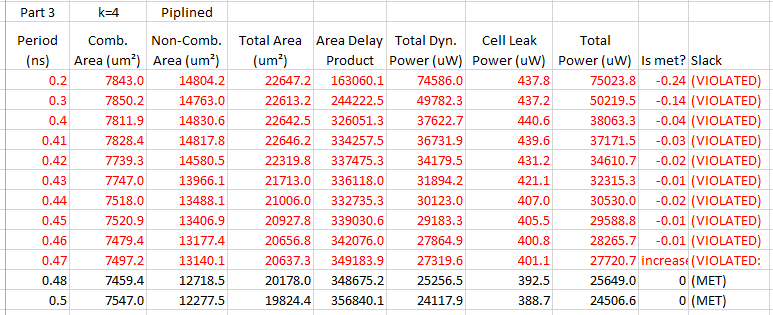 Part 3 k=4 Piplined
Period Comb. Non-Comb. Total Area Area Delay Total Dyn. Cell Leak Total
(ns) Area (um²) Area (um²) (um²) Product Power (uW) Power (uW) Power (uW) Is met? Slack
0.2 7843.0 14804.2 22647.2 163060.1 74586.0 437.8 75023.8 -0.24 (VIOLATED)
0.3 7850.2 14763.0 22613.2 244222.5 49782.3 437.2 50219.5 -0.14 (VIOLATED)
0.4 7811.9 14830.6 22642.5 326051.3 37622.7 440.6 38063.3 -0.04 (VIOLATED)
0.41 7828.4 14817.8 22646.2 334257.5 36731.9 439.6 37171.5 -0.03 (VIOLATED)
0.42 7739.3 14580.5 22319.8 337475.3 34179.5 431.2 34610.7 -0.02 (VIOLATED)
0.43 7747.0 13966.1 21713.0 336118.0 31894.2 421.1 32315.3 -0.01 (VIOLATED)
0.44 7518.0 13488.1 21006.0 332735.3 30123.0 407.0 30530.0 -0.02 (VIOLATED)
0.45 7520.9 13406.9 20927.8 339030.6 29183.3 405.5 29588.8 -0.01 (VIOLATED)
0.46 7479.4 13177.4 20656.8 342076.0 27864.9 400.8 28265.7 -0.01 (VIOLATED)
0.47 7497.2 13140.1 20637.3 349183.9 27319.6 401.1 27720.7 increase (VIOLATED:
0.48 7459.4 12718.5 20178.0 348675.2 25256.5 392.5 25649.0 0 (MET)
0.5 7547.0 12277.5 19824.4 356840.1 24117.9 388.7 24506.6 0 (MET)